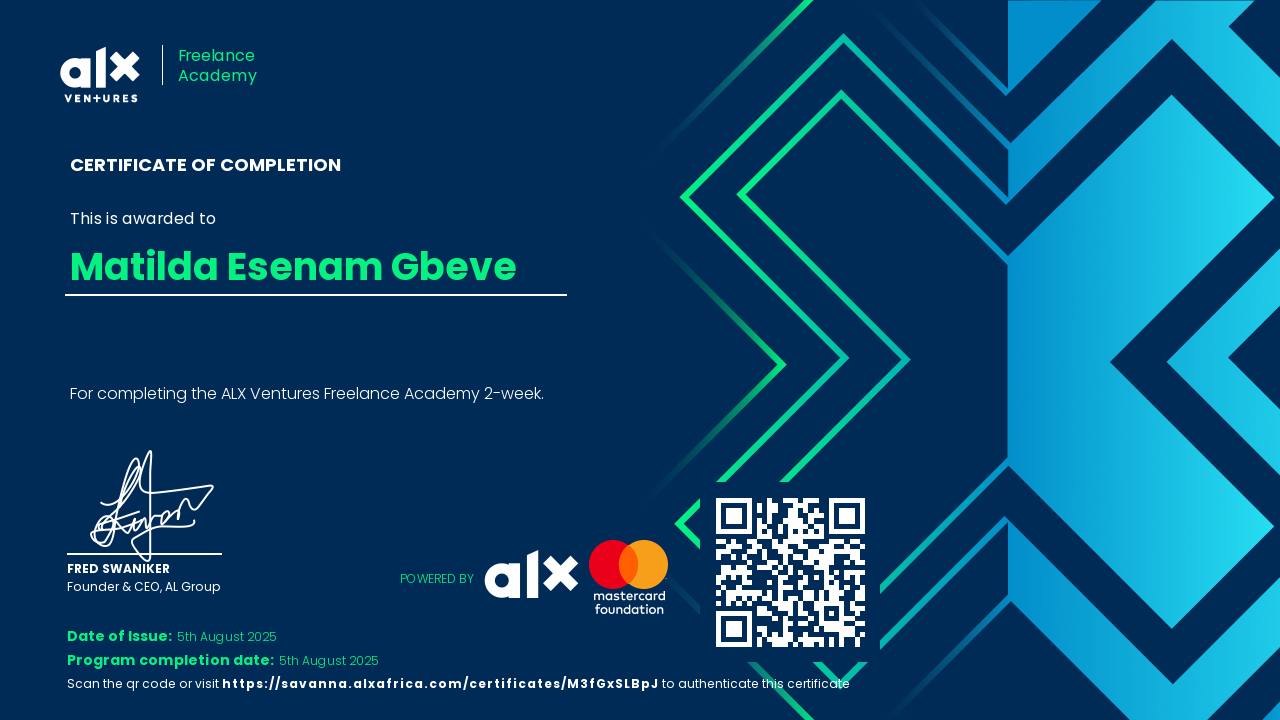 alx
VENTURES
Freelance
Academy
CERTIFICATE OF COMPLETION
This is awarded to
Matilda Esenam Gbeve
For completing the ALX Ventures Freelance Academy 2-week.
FRED SWANIKER
Founder & CEO, AL Group
POWERED BY
alx
mastercard
foundation
Date of Issue: 5th August 2025
Program completion date: 5th August 2025
Scan the qr code or visit https://savanna.alxafrica.com/certificates/M3fGxSLBpJ to authenticate this certificate